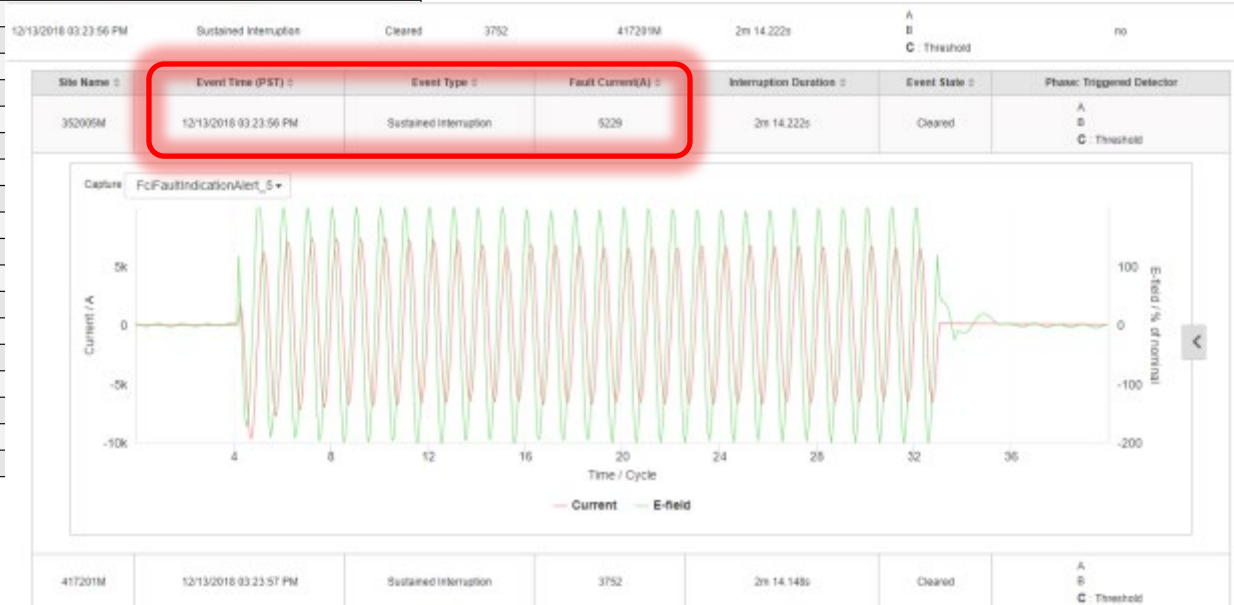 12/13/2018 03:23:56 PM Sustained Interruption Cleared 3752 417201M 2m 14.222s A no
B
C : Threshold
Site Name Event Time (PST) Event Type Fault Current(A) Interruption Duration Event State Phase: Triggered Detector
352005M 12/13/2018 03:23:56 PM Sustained Interruption 5229 2m 14.222s Cleared A
B
C : Threshold
Capture FciFaultIndicationAlert_5
5k 100
0 0
-5k -100
-10k -200
Current / A
E-field / % of nominal
4 8 12 16 20 24 28 32 36
Time / Cycle
Current E-field
417201M 12/13/2018 03:23:57 PM Sustained Interruption 3752 2m 14.148s Cleared A
B
C : Threshold